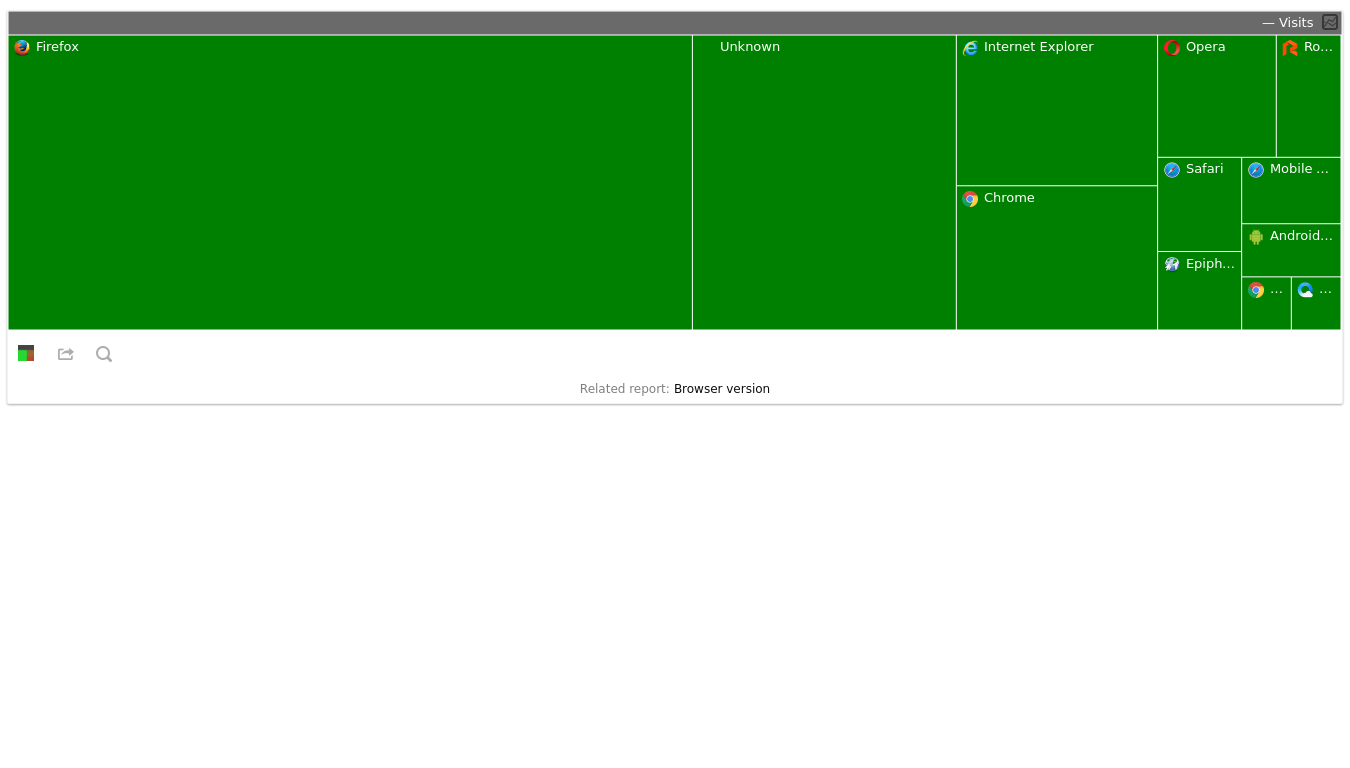 — Visits
Firefox
Unknown
Internet Explorer
Opera
Ro...
Safari
Mobile ...
Chrome
Android...
Epiph...
...
...
Related report: Browser version